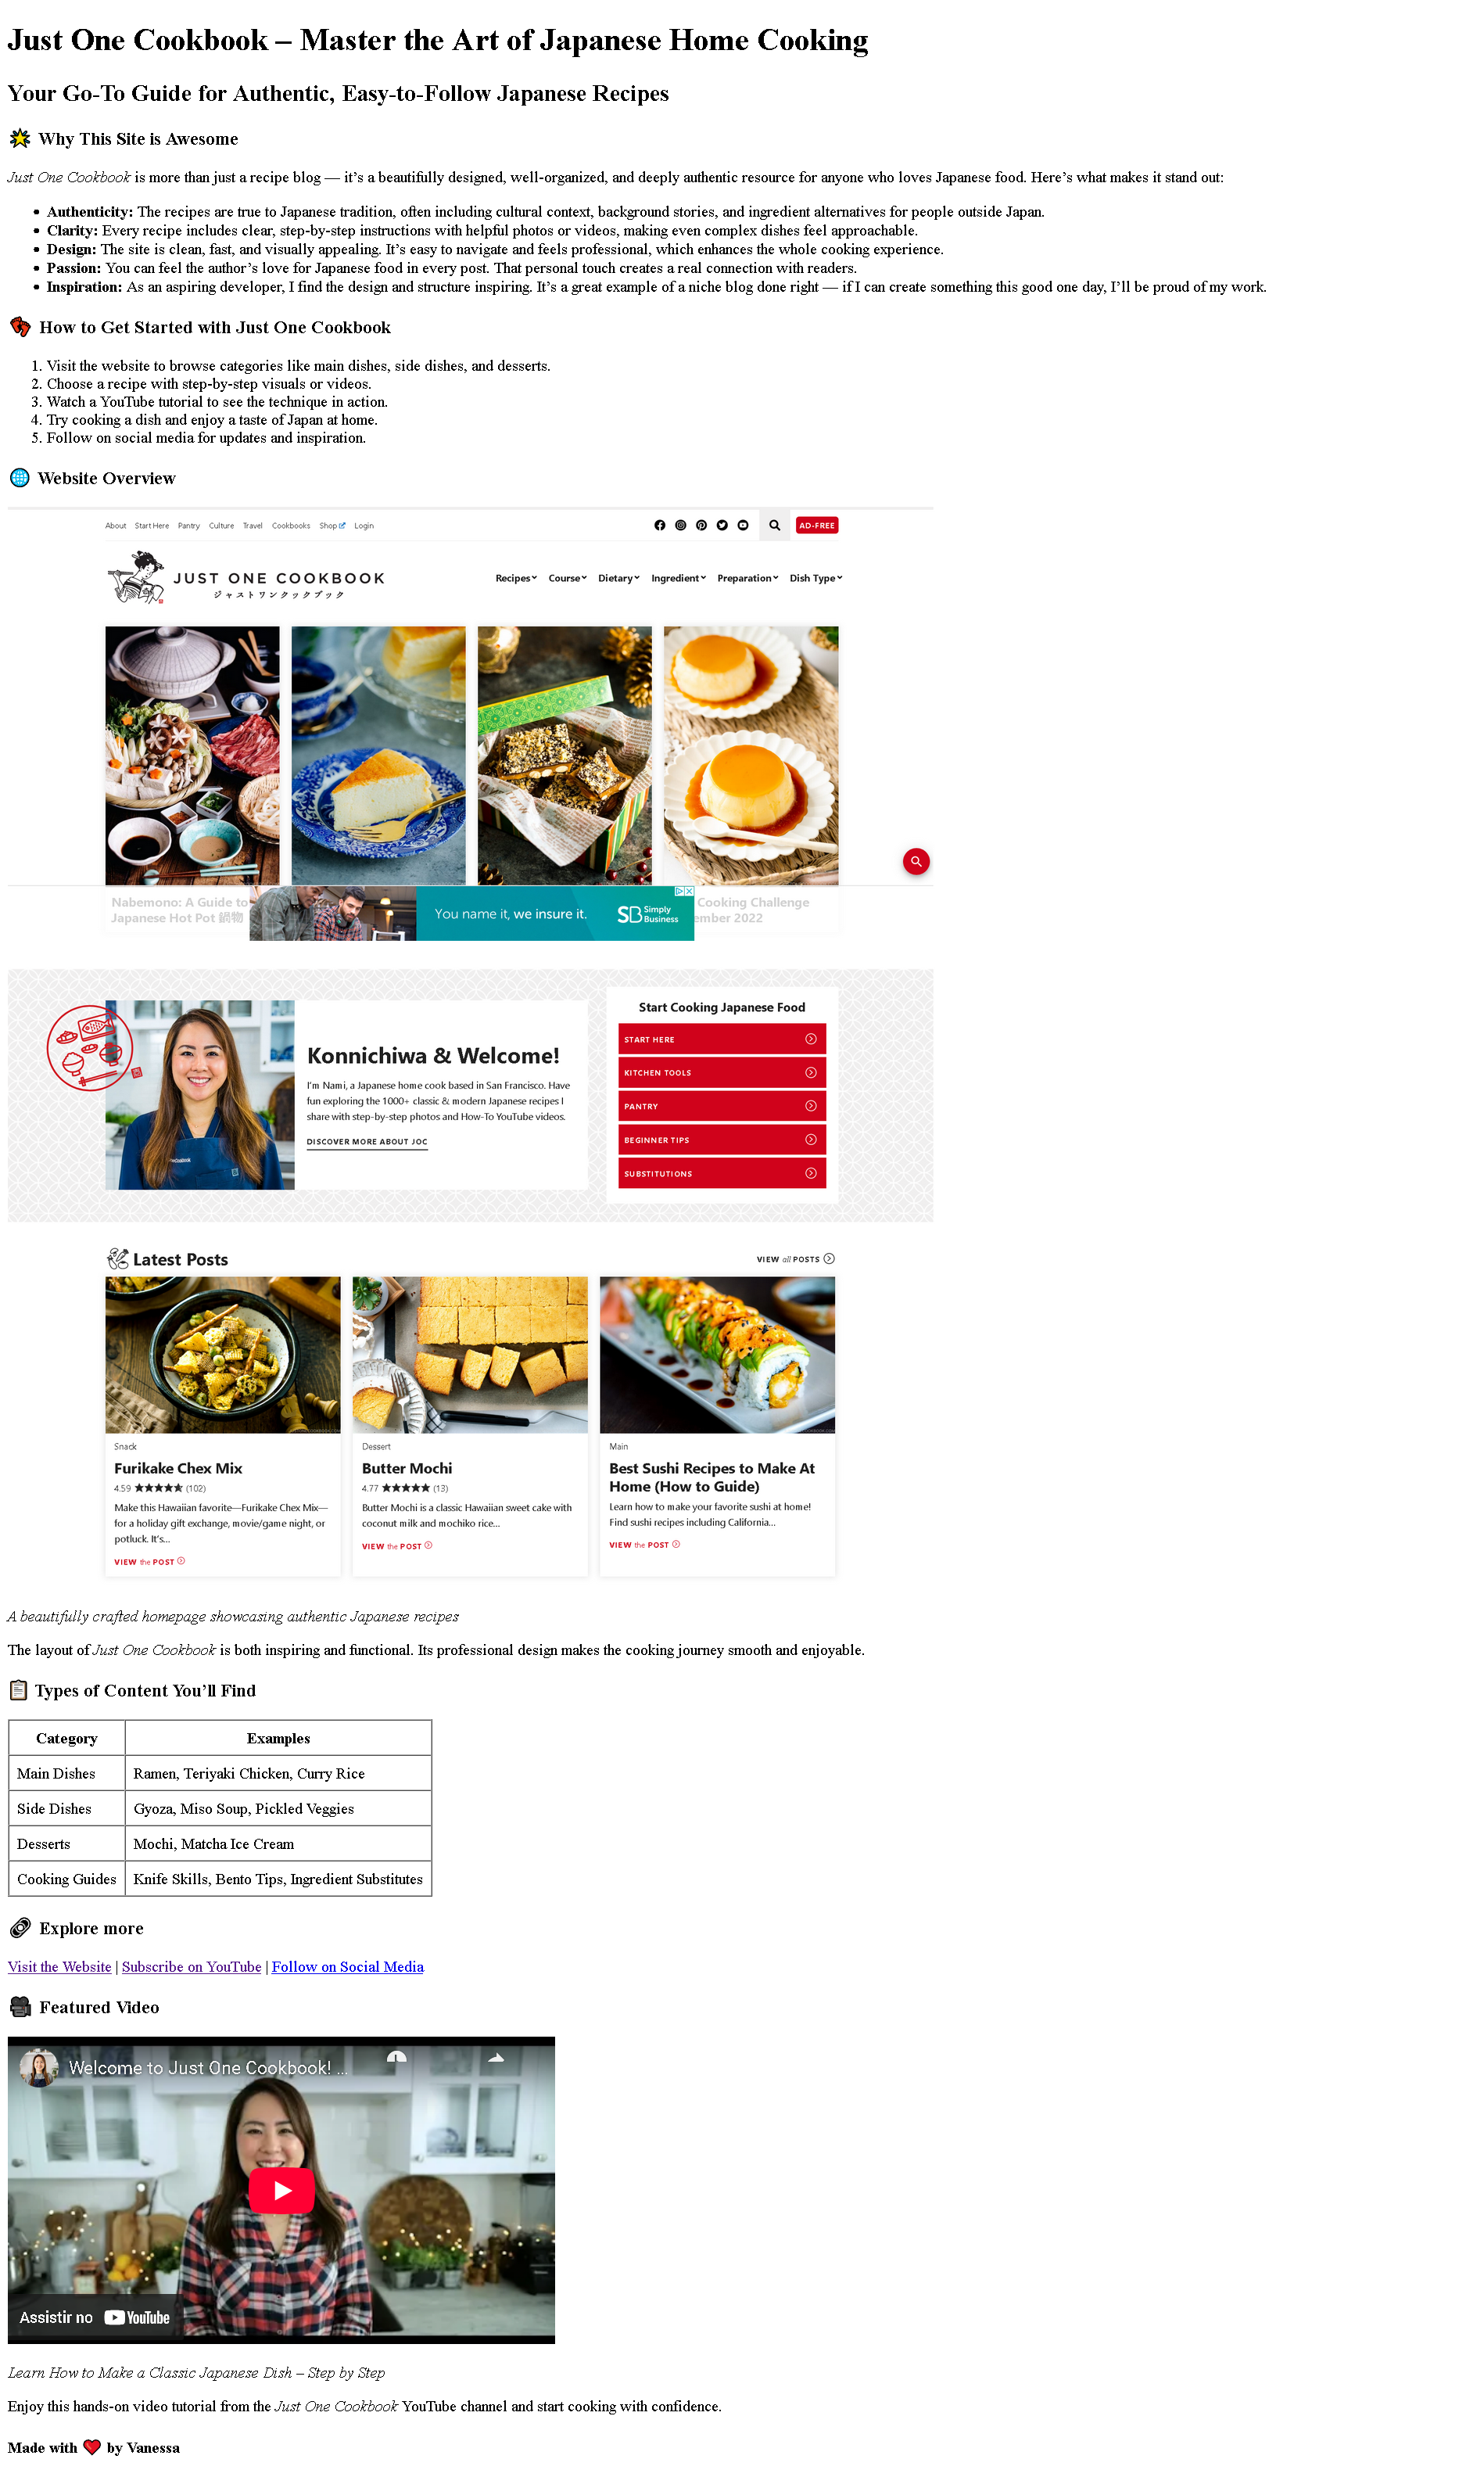 Just One Cookbook – Master the Art of Japanese Home Cooking
Your Go-To Guide for Authentic, Easy-to-Follow Japanese Recipes
Why This Site is Awesome
Just One Cookbook is more than just a recipe blog — it’s a beautifully designed, well-organized, and deeply authentic resource for anyone who loves Japanese food. Here’s what makes it stand out:
• Authenticity: The recipes are true to Japanese tradition, often including cultural context, background stories, and ingredient alternatives for people outside Japan.
• Clarity: Every recipe includes clear, step-by-step instructions with helpful photos or videos, making even complex dishes feel approachable.
• Design: The site is clean, fast, and visually appealing. It’s easy to navigate and feels professional, which enhances the whole cooking experience.
• Passion: You can feel the author’s love for Japanese food in every post. That personal touch creates a real connection with readers.
• Inspiration: As an aspiring developer, I find the design and structure inspiring. It’s a great example of a niche blog done right — if I can create something this good one day, I’ll be proud of my work.
How to Get Started with Just One Cookbook
1. Visit the website to browse categories like main dishes, side dishes, and desserts.
2. Choose a recipe with step-by-step visuals or videos.
3. Watch a YouTube tutorial to see the technique in action.
4. Try cooking a dish and enjoy a taste of Japan at home.
5. Follow on social media for updates and inspiration.
Website Overview
About Start Here Pantry Culture Travel Cookbooks Shop Login AD-FREE
JUST ONE COOKBOOK
ジャストワンクックブック
Recipes Course Dietary Ingredient Preparation Dish Type
Nabemono: A Guide to
Japanese Hot Pot 鍋物
You name it, we insure it.
SB Simply
Business
Cooking Challenge
ember 2022
Konnichiwa & Welcome!
I'm Nami, a Japanese home cook based in San Francisco. Have
fun exploring the 1000+ classic & modern Japanese recipes I
share with step-by-step photos and How-To YouTube videos.
DISCOVER MORE ABOUT JOC
Start Cooking Japanese Food
START HERE
KITCHEN TOOLS
PANTRY
BEGINNER TIPS
SUBSTITUTIONS
Latest Posts
VIEW all POSTS
Snack
Furikake Chex Mix
4.59 ★★★★★ (102)
Make this Hawaiian favorite—Furikake Chex Mix—
for a holiday gift exchange, movie/game night, or
potluck. It's...
VIEW the POST
Dessert
Butter Mochi
4.77 ★★★★★ (13)
Butter Mochi is a classic Hawaiian sweet cake with
coconut milk and mochiko rice...
VIEW the POST
Main
Best Sushi Recipes to Make At
Home (How to Guide)
Learn how to make your favorite sushi at home!
Find sushi recipes including California...
VIEW the POST
A beautifully crafted homepage showcasing authentic Japanese recipes
The layout of Just One Cookbook is both inspiring and functional. Its professional design makes the cooking journey smooth and enjoyable.
Types of Content You’ll Find
Category Examples
Main Dishes Ramen, Teriyaki Chicken, Curry Rice
Side Dishes Gyoza, Miso Soup, Pickled Veggies
Desserts Mochi, Matcha Ice Cream
Cooking Guides Knife Skills, Bento Tips, Ingredient Substitutes
Explore more
Visit the Website | Subscribe on YouTube | Follow on Social Media
Featured Video
Welcome to Just One Cookbook! ...
Assistir no YouTube
Learn How to Make a Classic Japanese Dish – Step by Step
Enjoy this hands-on video tutorial from the Just One Cookbook YouTube channel and start cooking with confidence.
Made with ❤️ by Vanessa